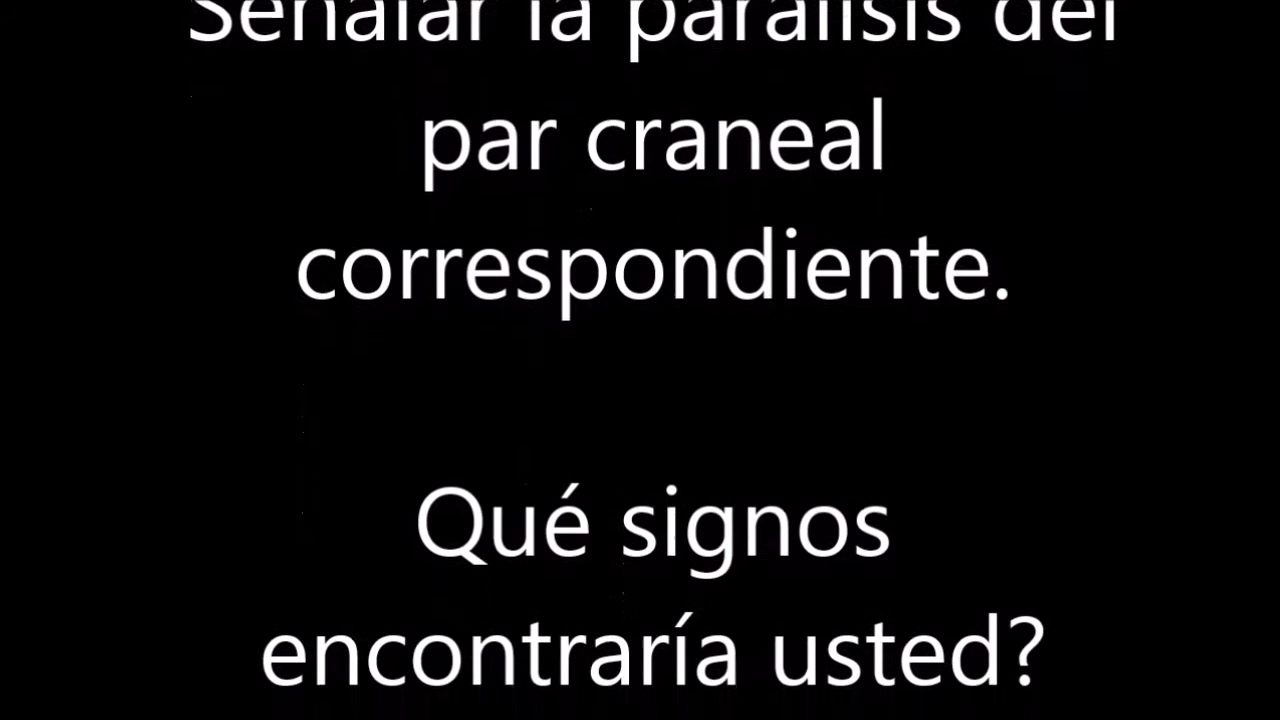 Señalar la parálisis del
par craneal
correspondiente.
Qué signos
encontraría usted?